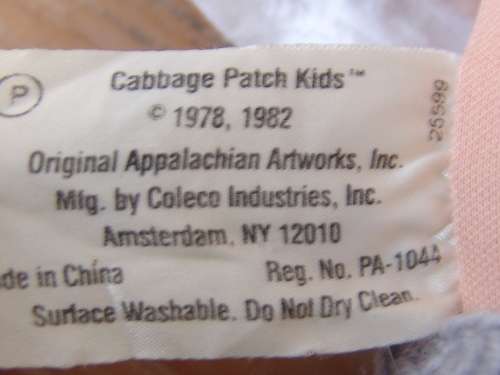 Cabbage Patch Kids™
P
© 1978, 1982
25599
Original Appalachian Artworks, Inc.
Mfg. by Coleco Industries, Inc.
Amsterdam, NY 12010
de in China Reg. No. PA-1044
Surface Washable. Do Not Dry Clean.